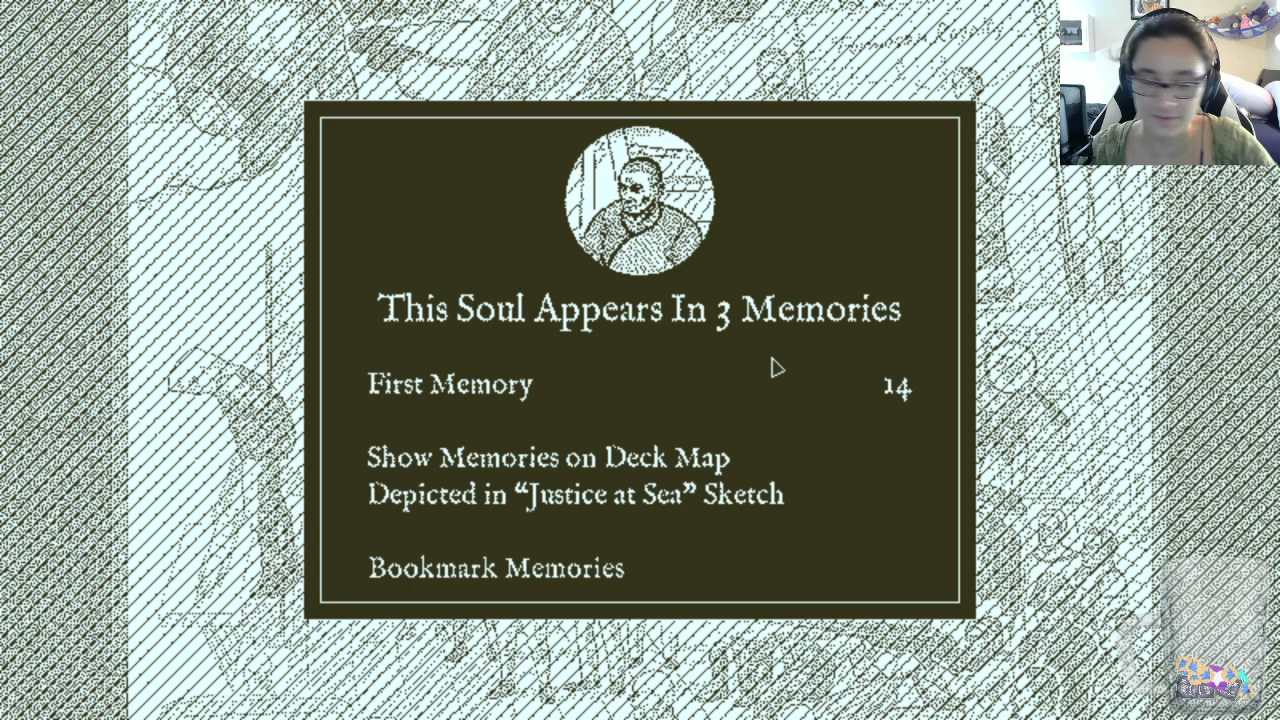 This Soul Appears In 3 Memories
First Memory 14
Show Memories on Deck Map
Depicted in “Justice at Sea” Sketch
Bookmark Memories